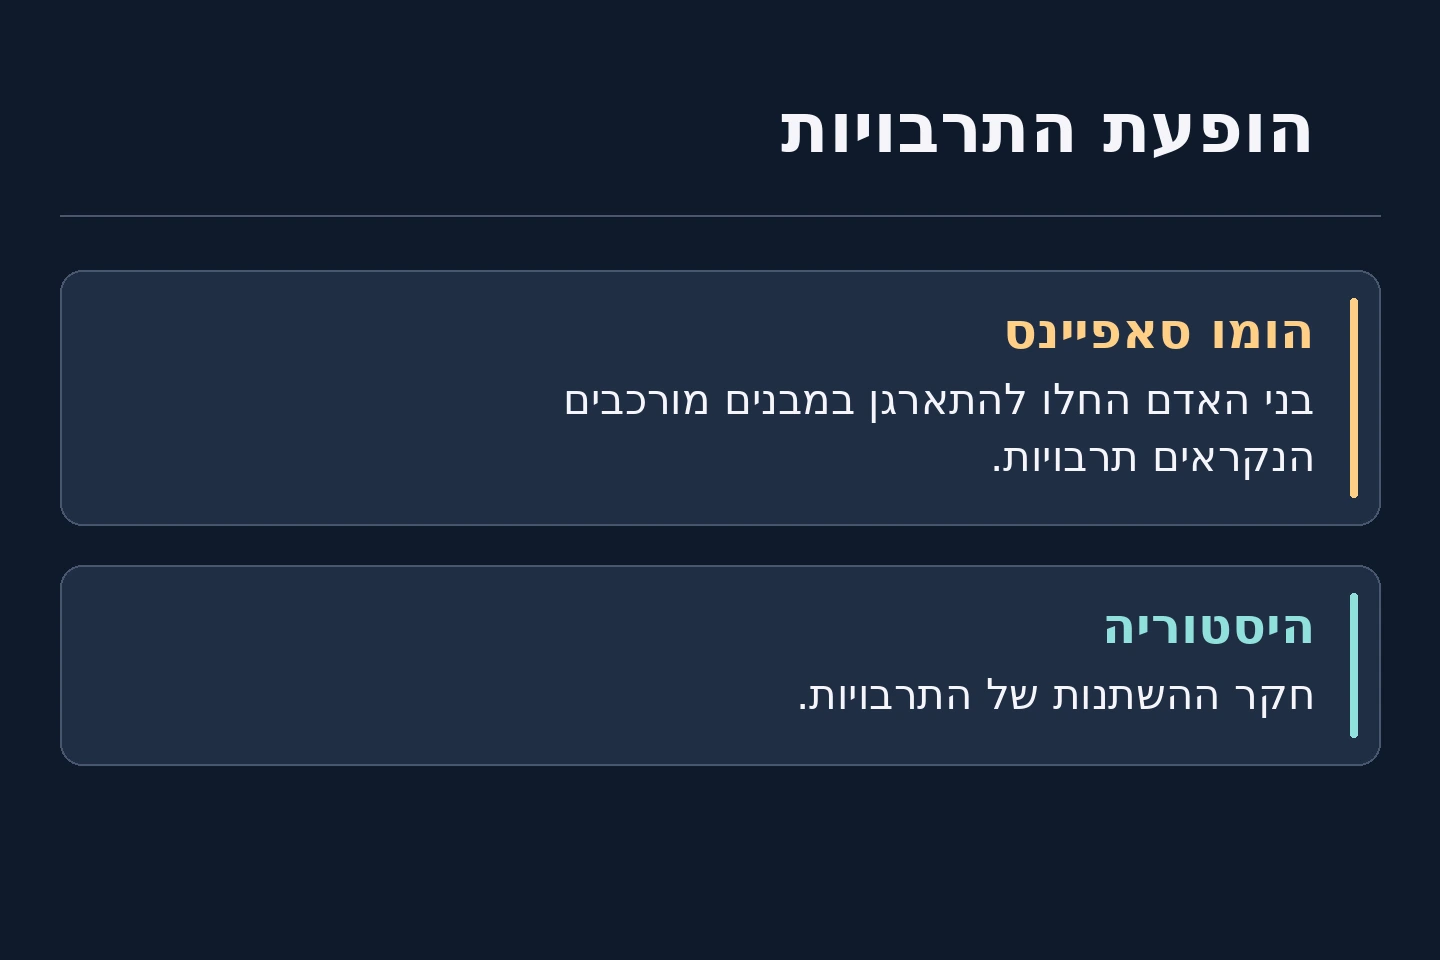 הופעת התרבויות
הומו סאפיינס
בני האדם החלו להתארגן במבנים מורכבים
הנקראים תרבויות.
היסטוריה
חקר ההשתנות של התרבויות.